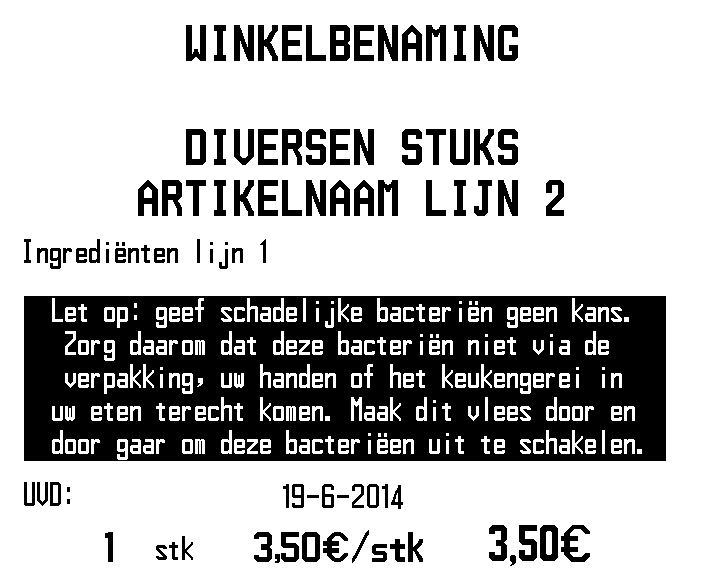 WINKELBENAMING
DIVERSEN STUKS
ARTIKELNAAM LIJN 2
Ingrediënten lijn 1
Let op: geef schadelijke bacteriën geen kans.
Zorg daarom dat deze bacteriën niet via de
verpakking, uw handen of het keukengerei in
uw eten terecht komen. Maak dit vlees door en
door gaar om deze bacteriëen uit te schakelen.
UVD: 19-6-2014
1 stk 3,50€/stk 3,50€